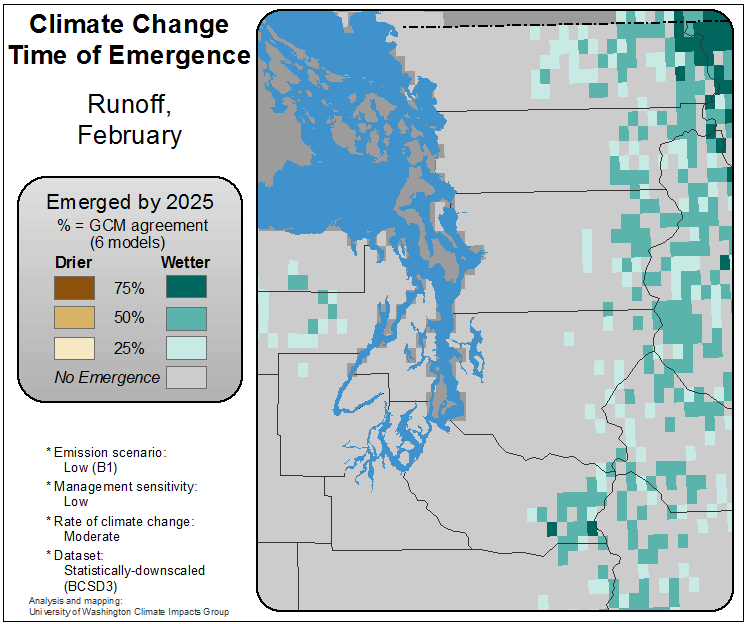 Climate Change
Time of Emergence
Runoff,
February
Emerged by 2025
% = GCM agreement
(6 models)
Drier Wetter
75%
50%
25%
No Emergence
* Emission scenario:
Low (B1)
* Management sensitivity:
Low
* Rate of climate change:
Moderate
* Dataset:
Statistically-downscaled
(BCSD3)
Analysis and mapping:
University of Washington Climate Impacts Group